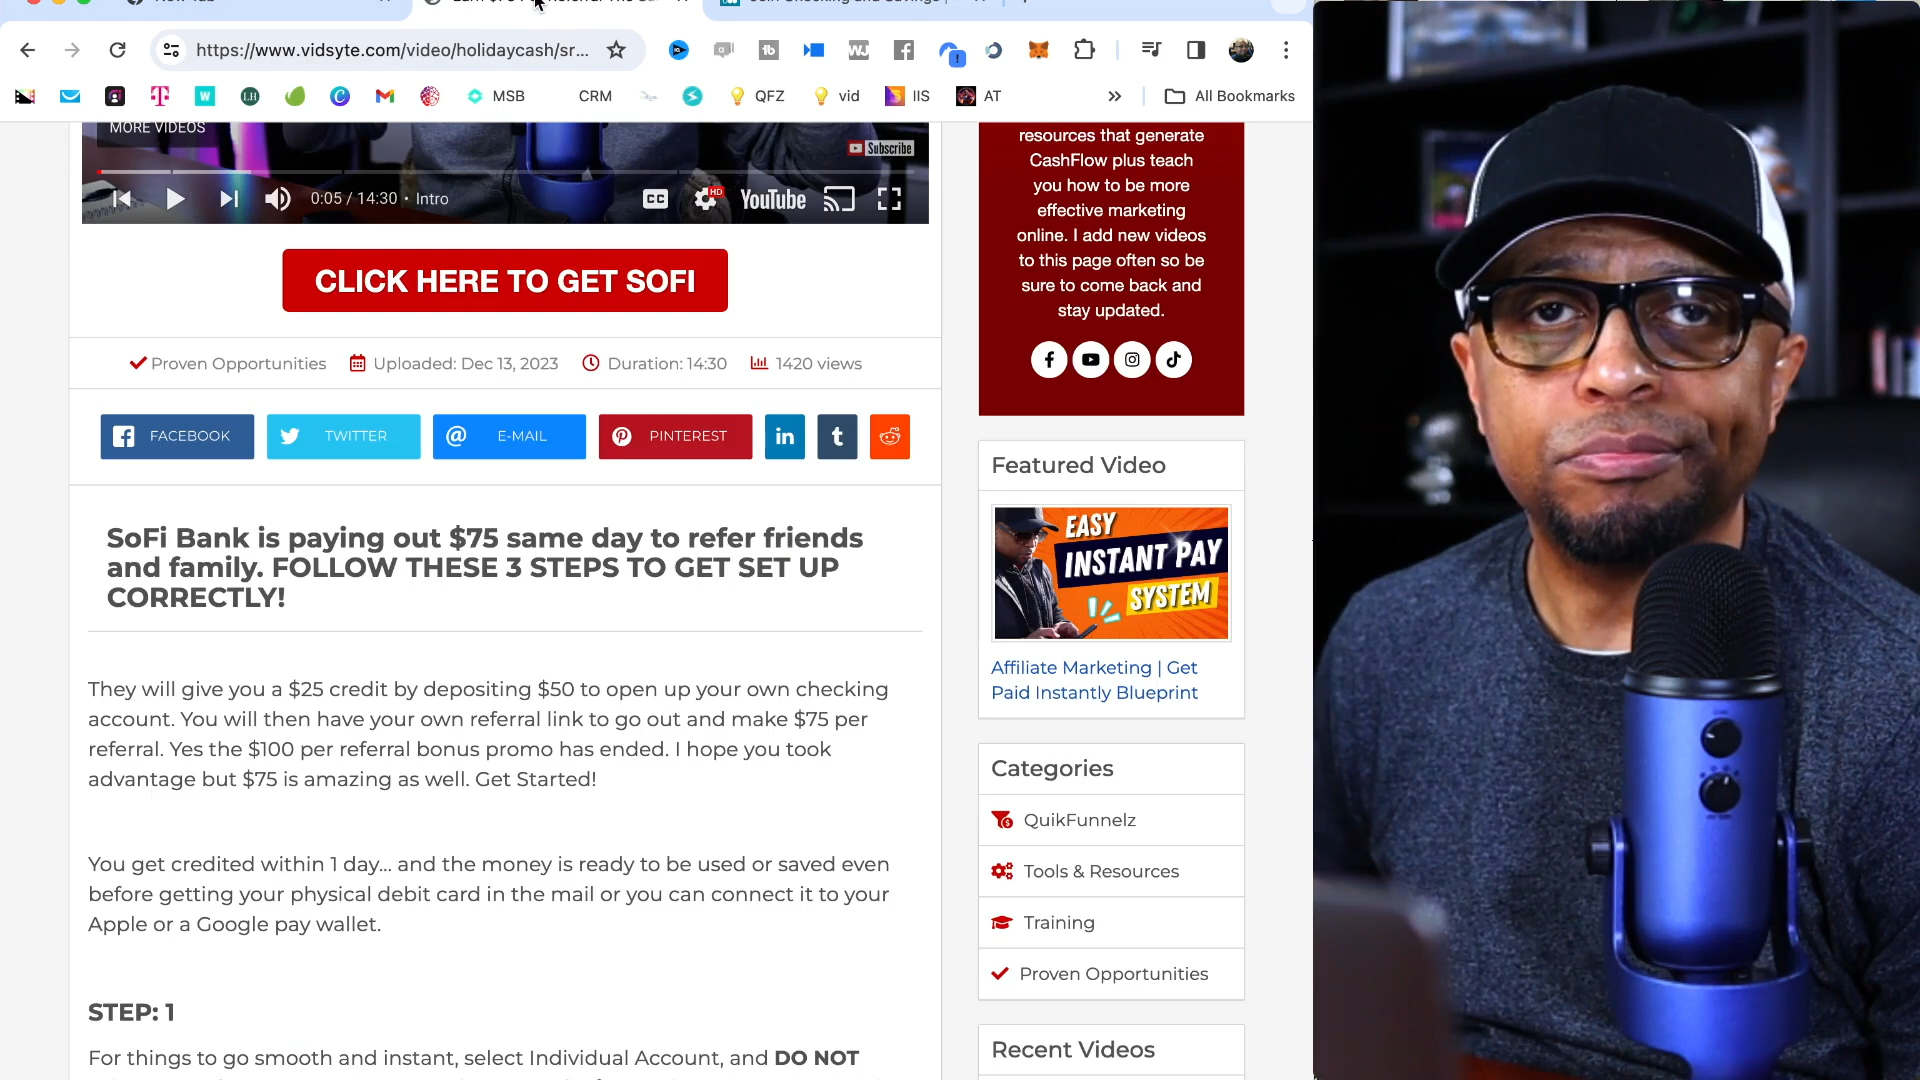 https://www.vidsyte.com/video/holidaycash/sr...
MSB
CRM
QFZ
vid
IIS
AT
All Bookmarks
MORE VIDEOS
Subscribe
0:05 / 14:30 • Intro
CC
HD
YouTube
CLICK HERE TO GET SOFI
Proven Opportunities
Uploaded: Dec 13, 2023
Duration: 14:30
1420 views
FACEBOOK
TWITTER
E-MAIL
PINTEREST
SoFi Bank is paying out $75 same day to refer friends
and family. FOLLOW THESE 3 STEPS TO GET SET UP
CORRECTLY!
They will give you a $25 credit by depositing $50 to open up your own checking
account. You will then have your own referral link to go out and make $75 per
referral. Yes the $100 per referral bonus promo has ended. I hope you took
advantage but $75 is amazing as well. Get Started!
You get credited within 1 day... and the money is ready to be used or saved even
before getting your physical debit card in the mail or you can connect it to your
Apple or a Google pay wallet.
STEP: 1
For things to go smooth and instant, select Individual Account, and DO NOT
resources that generate
CashFlow plus teach
you how to be more
effective marketing
online. I add new videos
to this page often so be
sure to come back and
stay updated.
Featured Video
EASY
INSTANT PAY
SYSTEM
Affiliate Marketing | Get
Paid Instantly Blueprint
Categories
QuikFunnelz
Tools & Resources
Training
Proven Opportunities
Recent Videos